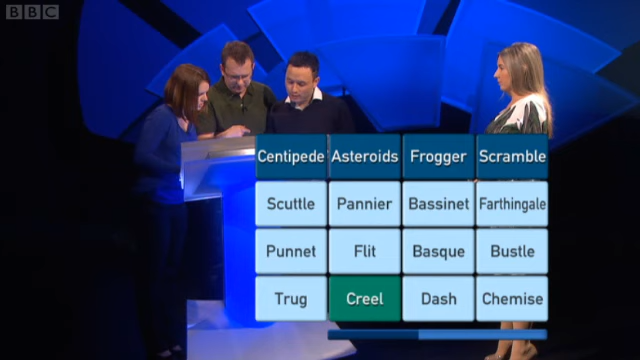 BBC
Centipede Asteroids Frogger Scramble
Scuttle Pannier Bassinet Farthingale
Punnet Flit Basque Bustle
Trug Creel Dash Chemise